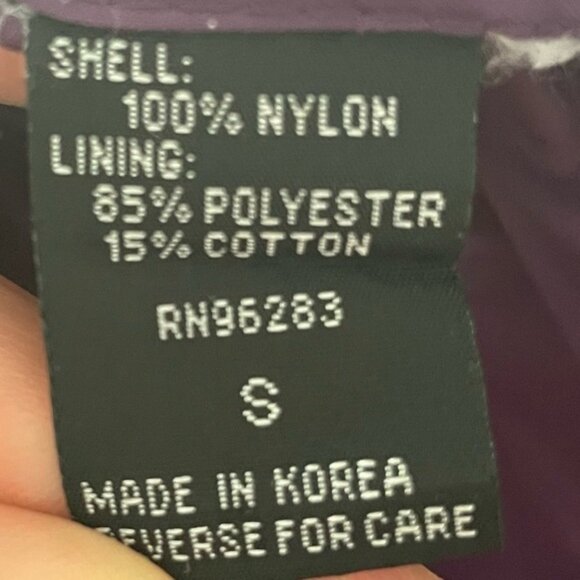 SHELL:
100% NYLON
LINING:
85% POLYESTER
15% COTTON
RN96283
S
MADE IN KOREA
REVERSE FOR CARE